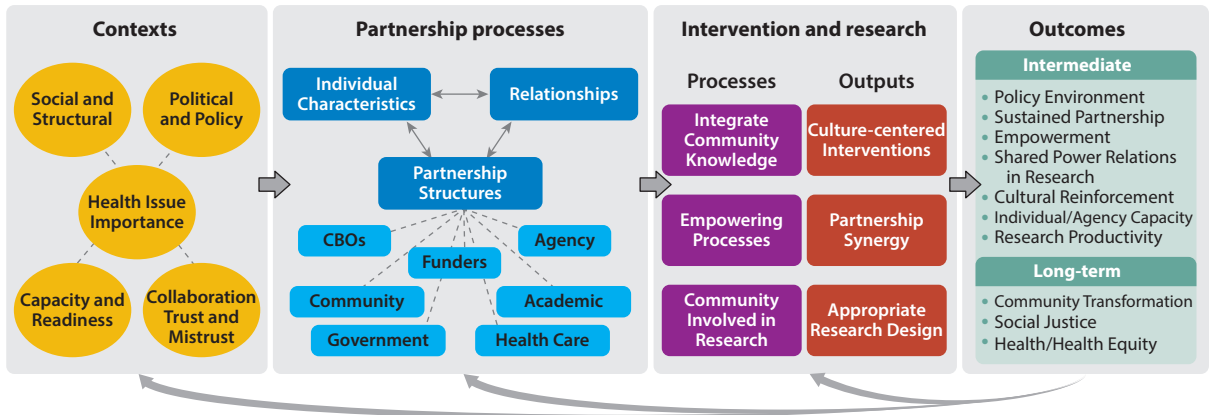 Contexts
Social and
Structural
Political
and Policy
Health Issue
Importance
Capacity and
Readiness
Collaboration
Trust and
Mistrust
Partnership processes
Individual
Characteristics
Relationships
Partnership
Structures
CBOs
Agency
Funders
Community
Academic
Government
Health Care
Intervention and research
Processes
Outputs
Integrate
Community
Knowledge
Culture-centered
Interventions
Empowering
Processes
Partnership
Synergy
Community
Involved in
Research
Appropriate
Research Design
Outcomes
Intermediate
• Policy Environment
• Sustained Partnership
• Empowerment
• Shared Power Relations
in Research
• Cultural Reinforcement
• Individual/Agency Capacity
• Research Productivity
Long-term
• Community Transformation
• Social Justice
• Health/Health Equity